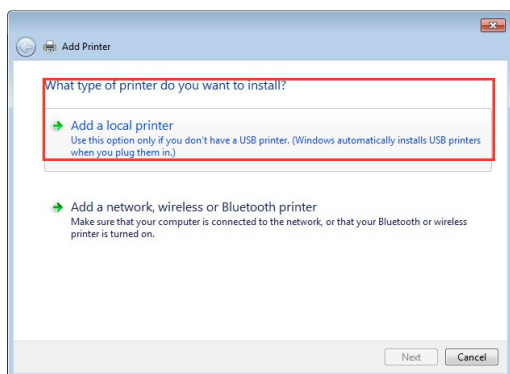 Add Printer
What type of printer do you want to install?
Add a local printer
Use this option only if you don't have a USB printer. (Windows automatically installs USB printers
when you plug them in.)
Add a network, wireless or Bluetooth printer
Make sure that your computer is connected to the network, or that your Bluetooth or wireless
printer is turned on.
Next Cancel